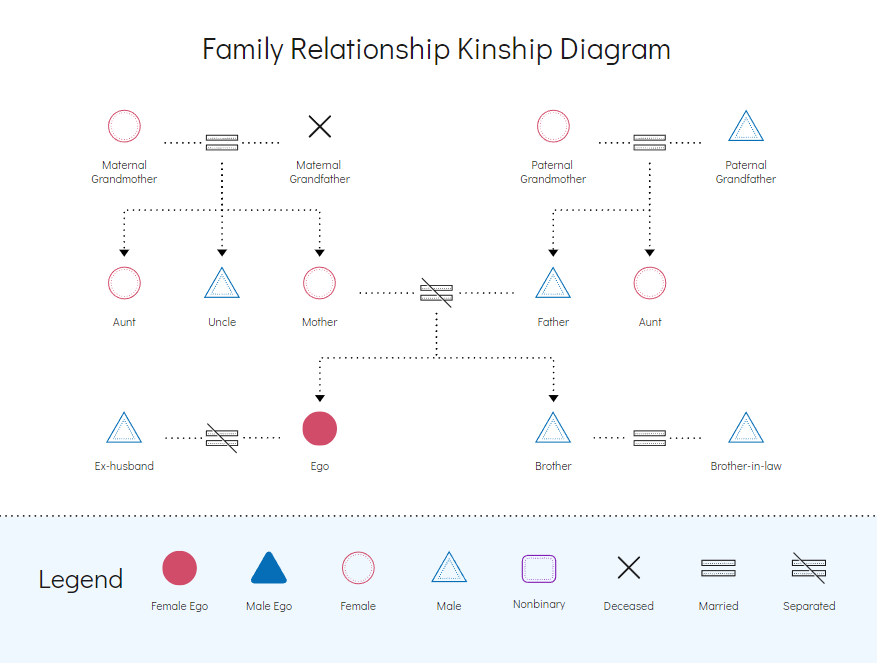 Family Relationship Kinship Diagram
Maternal
Grandmother
Maternal
Grandfather
Paternal
Grandmother
Paternal
Grandfather
Aunt
Uncle
Mother
Father
Aunt
Ex-husband
Ego
Brother
Brother-in-law
Legend
Female Ego
Male Ego
Female
Male
Nonbinary
Deceased
Married
Separated